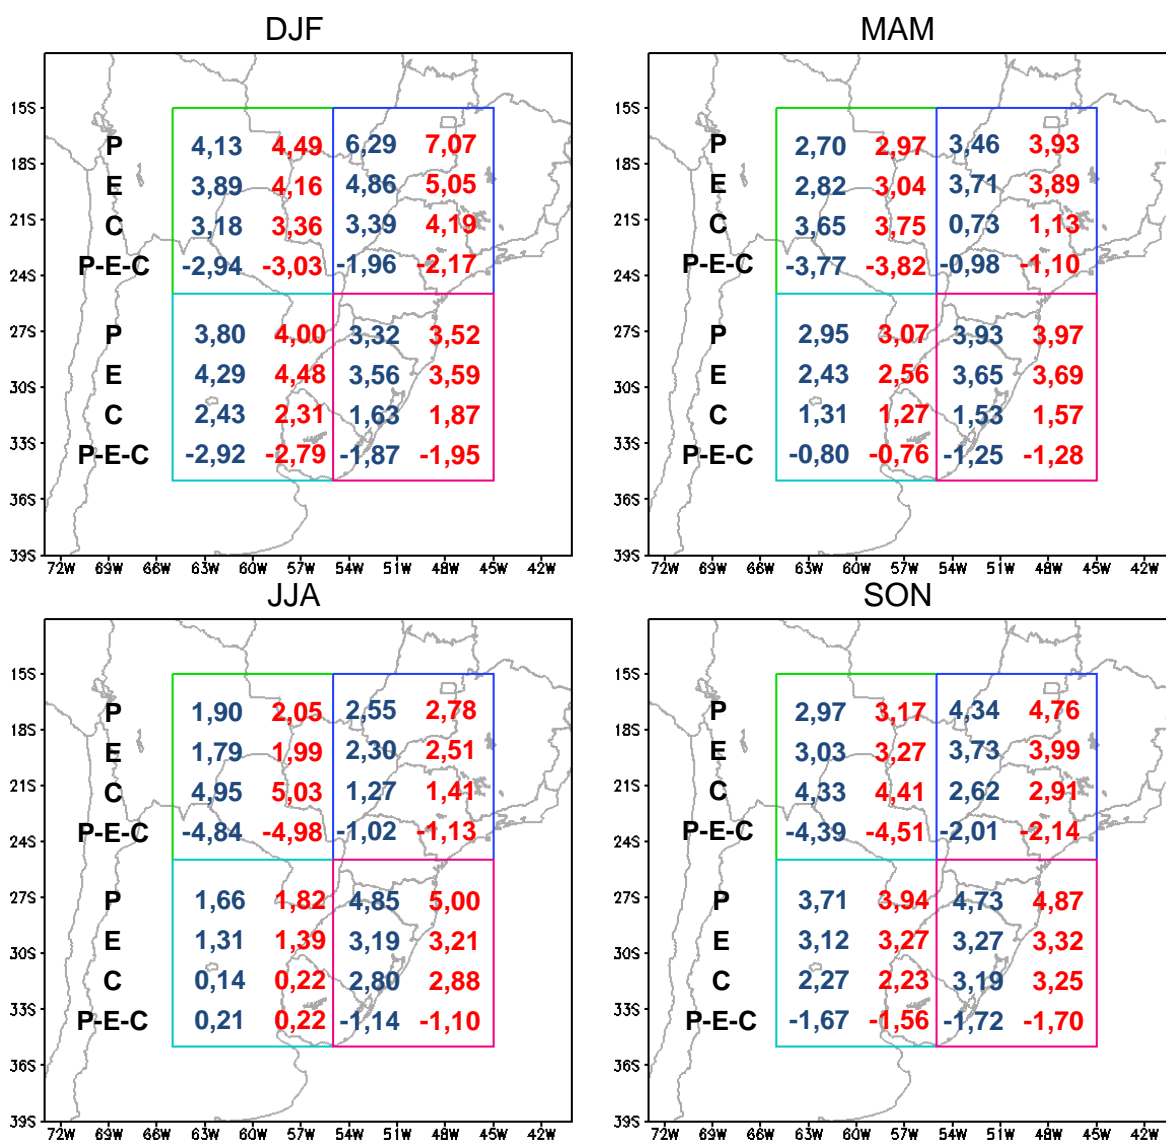 DJF MAM
15S P 4,13 4,49 6,29 7,07 15S P 2,70 2,97 3,46 3,93
18S E 3,89 4,16 4,86 5,05 18S E 2,82 3,04 3,71 3,89
21S C 3,18 3,36 3,39 4,19 21S C 3,65 3,75 0,73 1,13
24S P-E-C -2,94 -3,03 -1,96 -2,17 24S P-E-C -3,77 -3,82 -0,98 -1,10
27S P 3,80 4,00 3,32 3,52 27S P 2,95 3,07 3,93 3,97
30S E 4,29 4,48 3,56 3,59 30S E 2,43 2,56 3,65 3,69
33S C 2,43 2,31 1,63 1,87 33S C 1,31 1,27 1,53 1,57
P-E-C -2,92 -2,79 -1,87 -1,95 P-E-C -0,80 -0,76 -1,25 -1,28
36S 36S
39S 39S
72W 69W 66W 63W 60W 57W 54W 51W 48W 45W 42W 72W 69W 66W 63W 60W 57W 54W 51W 48W 45W 42W
JJA SON
15S P 1,90 2,05 2,55 2,78 15S P 2,97 3,17 4,34 4,76
18S E 1,79 1,99 2,30 2,51 18S E 3,03 3,27 3,73 3,99
21S C 4,95 5,03 1,27 1,41 21S C 4,33 4,41 2,62 2,91
24S P-E-C -4,84 -4,98 -1,02 -1,13 24S P-E-C -4,39 -4,51 -2,01 -2,14
27S P 1,66 1,82 4,85 5,00 27S P 3,71 3,94 4,73 4,87
30S E 1,31 1,39 3,19 3,21 30S E 3,12 3,27 3,27 3,32
33S C 0,14 0,22 2,80 2,88 33S C 2,27 2,23 3,19 3,25
P-E-C 0,21 0,22 -1,14 -1,10 P-E-C -1,67 -1,56 -1,72 -1,70
36S 36S
39S 39S
72W 69W 66W 63W 60W 57W 54W 51W 48W 45W 42W 72W 69W 66W 63W 60W 57W 54W 51W 48W 45W 42W